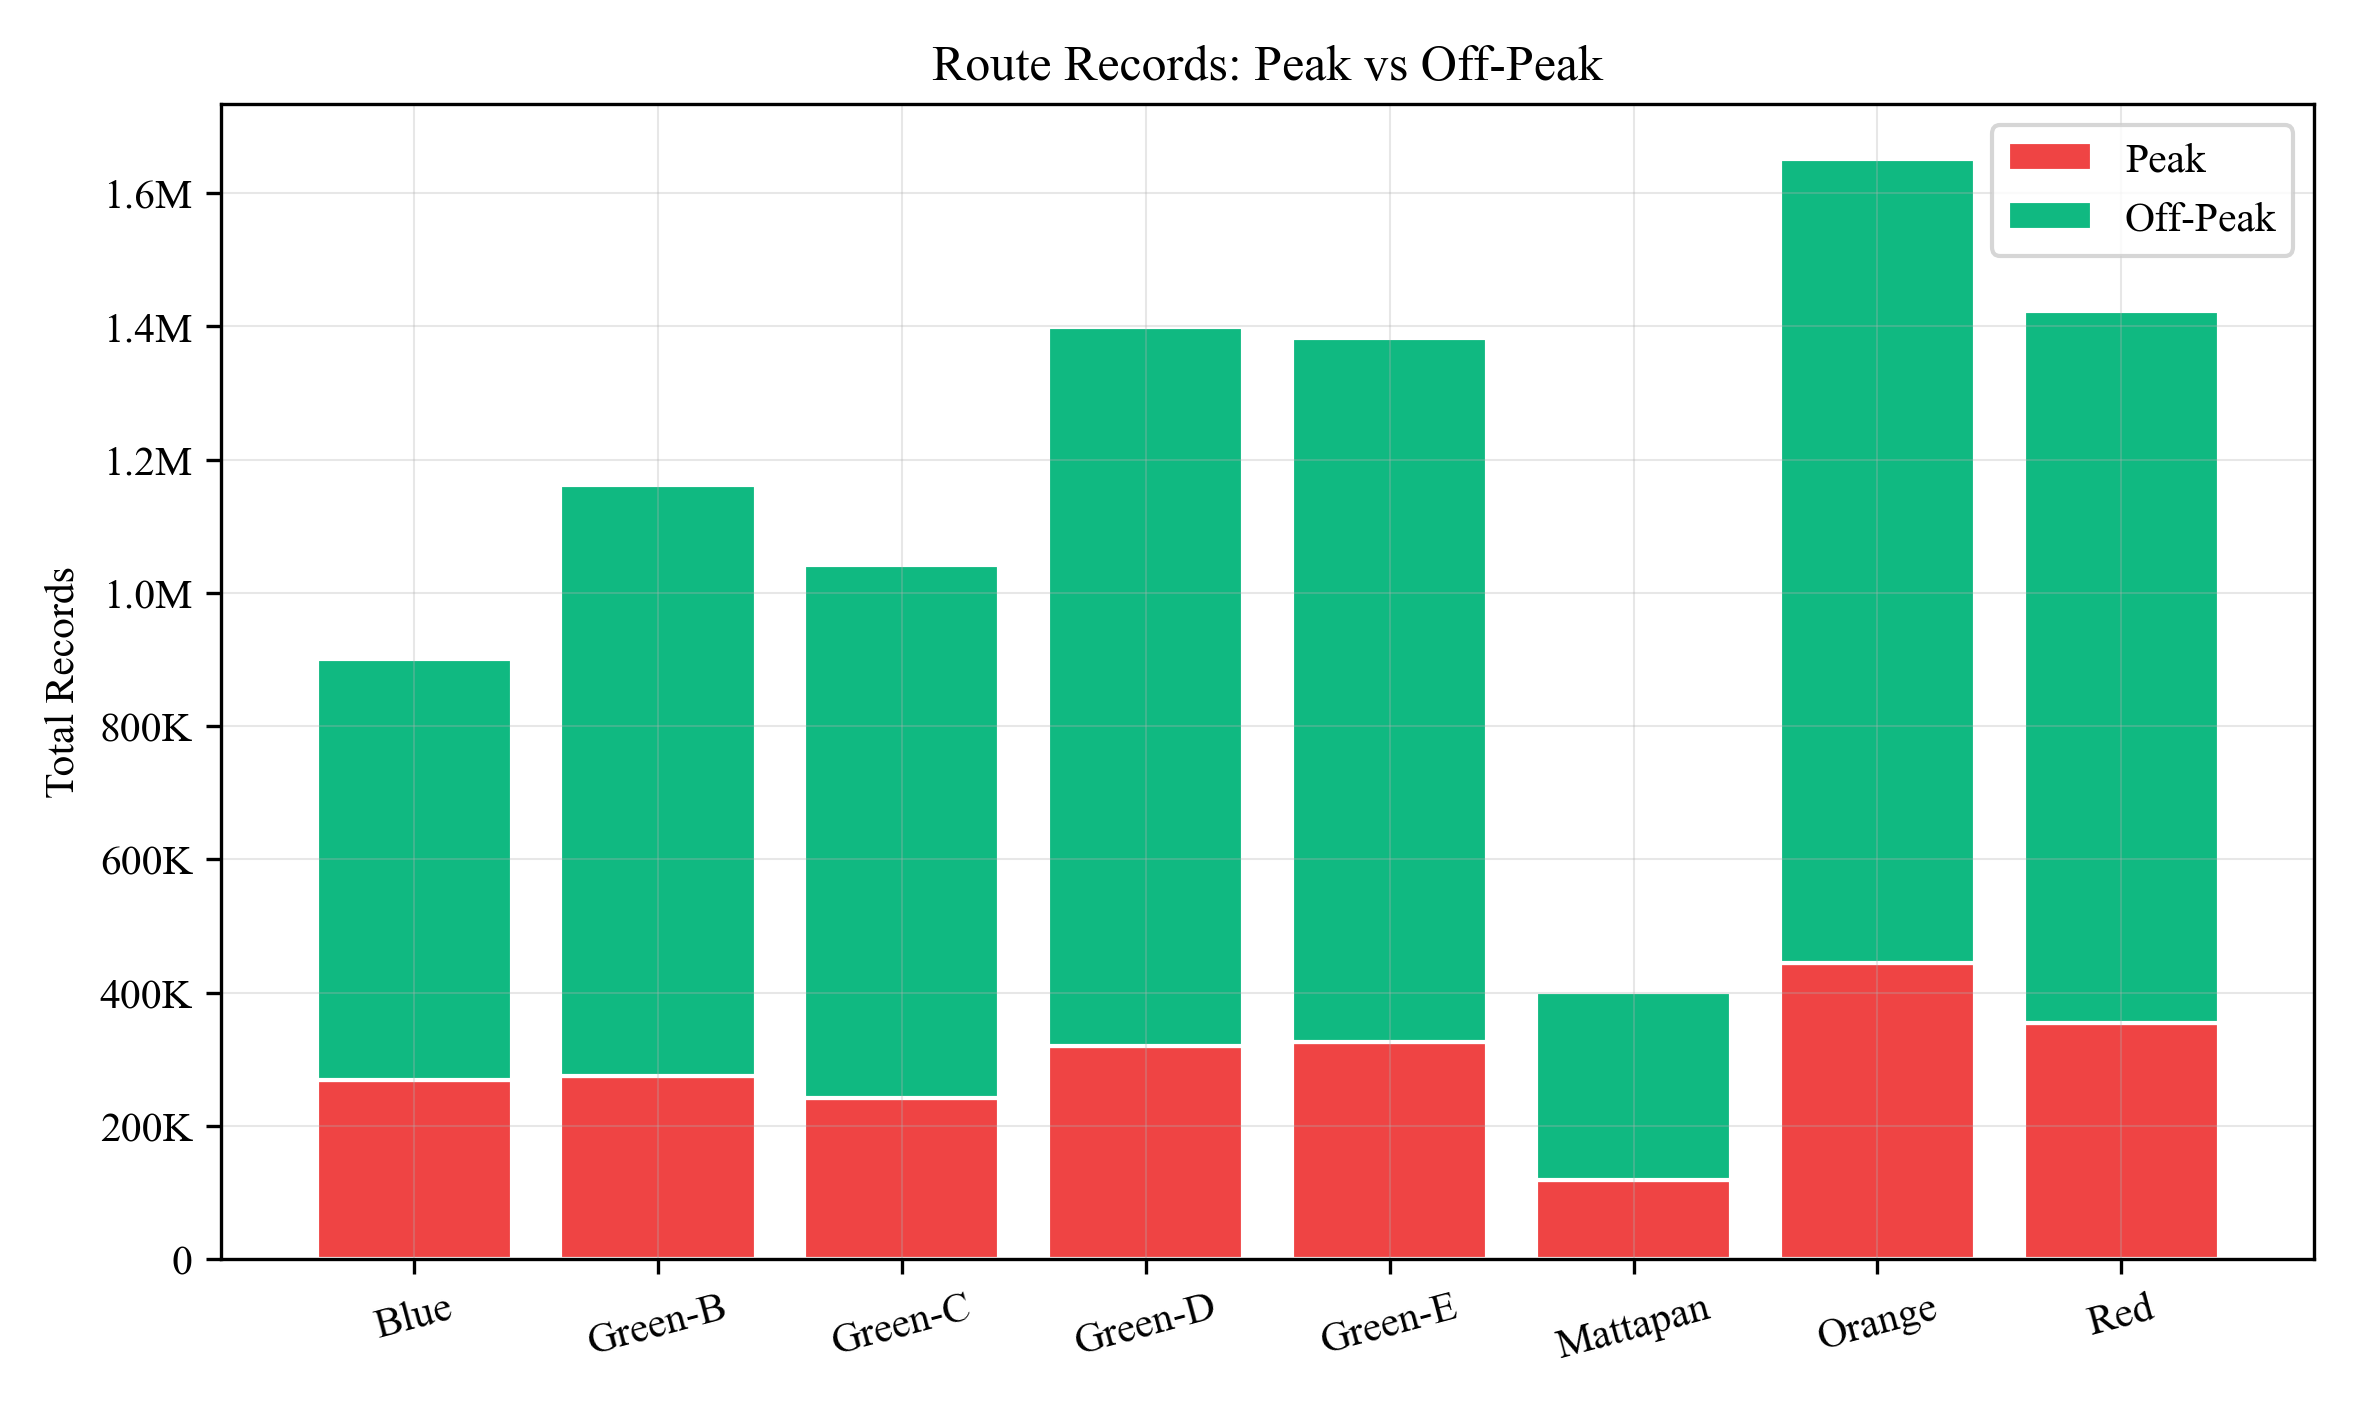 Route Records: Peak vs Off-Peak
Peak
Off-Peak
Total Records
1.6M
1.4M
1.2M
1.0M
800K
600K
400K
200K
0
Blue
Green-B
Green-C
Green-D
Green-E
Mattapan
Orange
Red